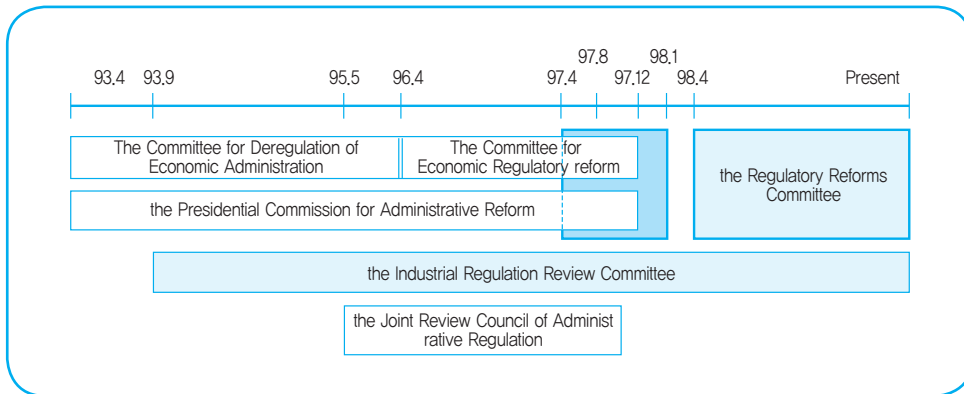 93.4
93.9
95.5
96.4
97.4
97.8
97.12
98.1
98.4
Present
The Committee for Deregulation of
Economic Administration
The Committee for
Economic Regulatory reform
the Regulatory Reforms
Committee
the Presidential Commission for Administrative Reform
the Industrial Regulation Review Committee
the Joint Review Council of Administ
rative Regulation